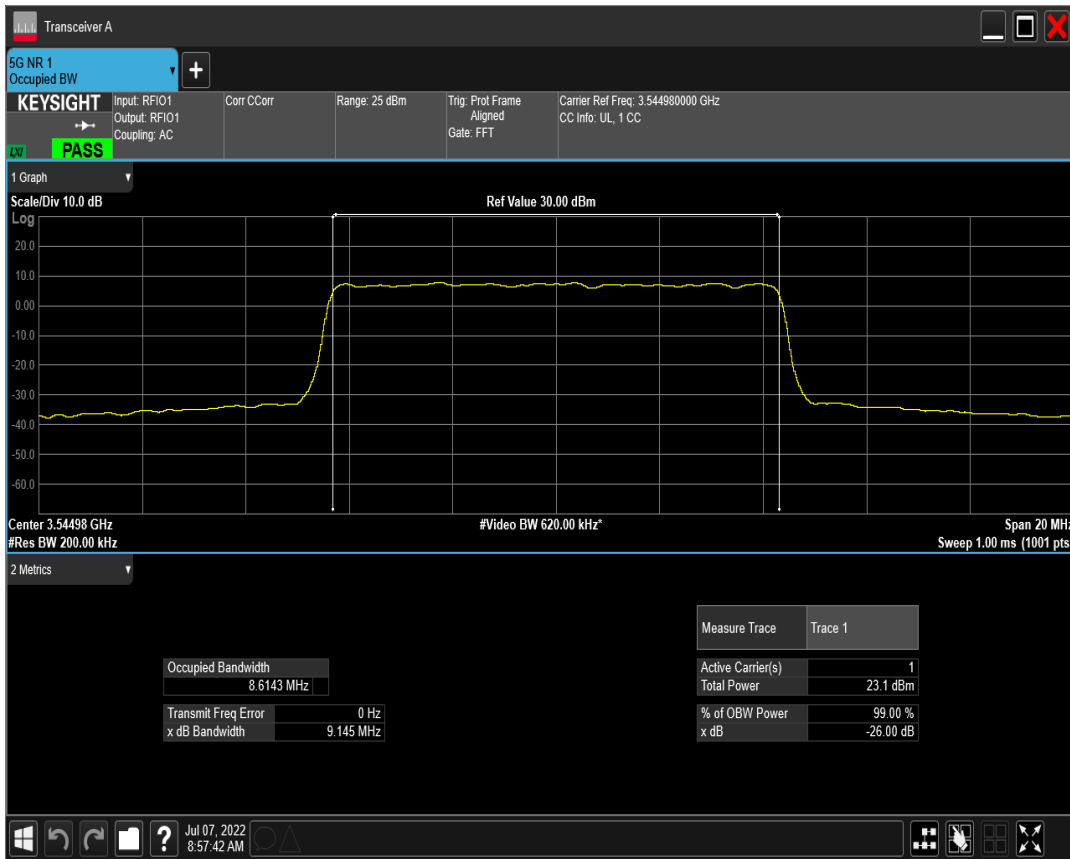 Transceiver A
5G NR 1
Occupied BW
KEYSIGHT
LXI
PASS
Input: RFIO1
Output: RFIO1
Coupling: AC
Corr CCorr
Range: 25 dBm
Trig: Prot Frame
Aligned
Gate: FFT
Carrier Ref Freq: 3.544980000 GHz
CC Info: UL, 1 CC
1 Graph
Scale/Div 10.0 dB
Ref Value 30.00 dBm
Log
20.0
10.0
0.00
-10.0
-20.0
-30.0
-40.0
-50.0
-60.0
Center 3.54498 GHz
#Video BW 620.00 kHz*
Span 20 MHz
#Res BW 200.00 kHz
Sweep 1.00 ms (1001 pts
2 Metrics
Measure Trace Trace 1
Occupied Bandwidth
8.6143 MHz
Active Carrier(s) 1
Total Power 23.1 dBm
Transmit Freq Error 0 Hz
x dB Bandwidth 9.145 MHz
% of OBW Power 99.00 %
x dB -26.00 dB
?
Jul 07, 2022
8:57:42 AM